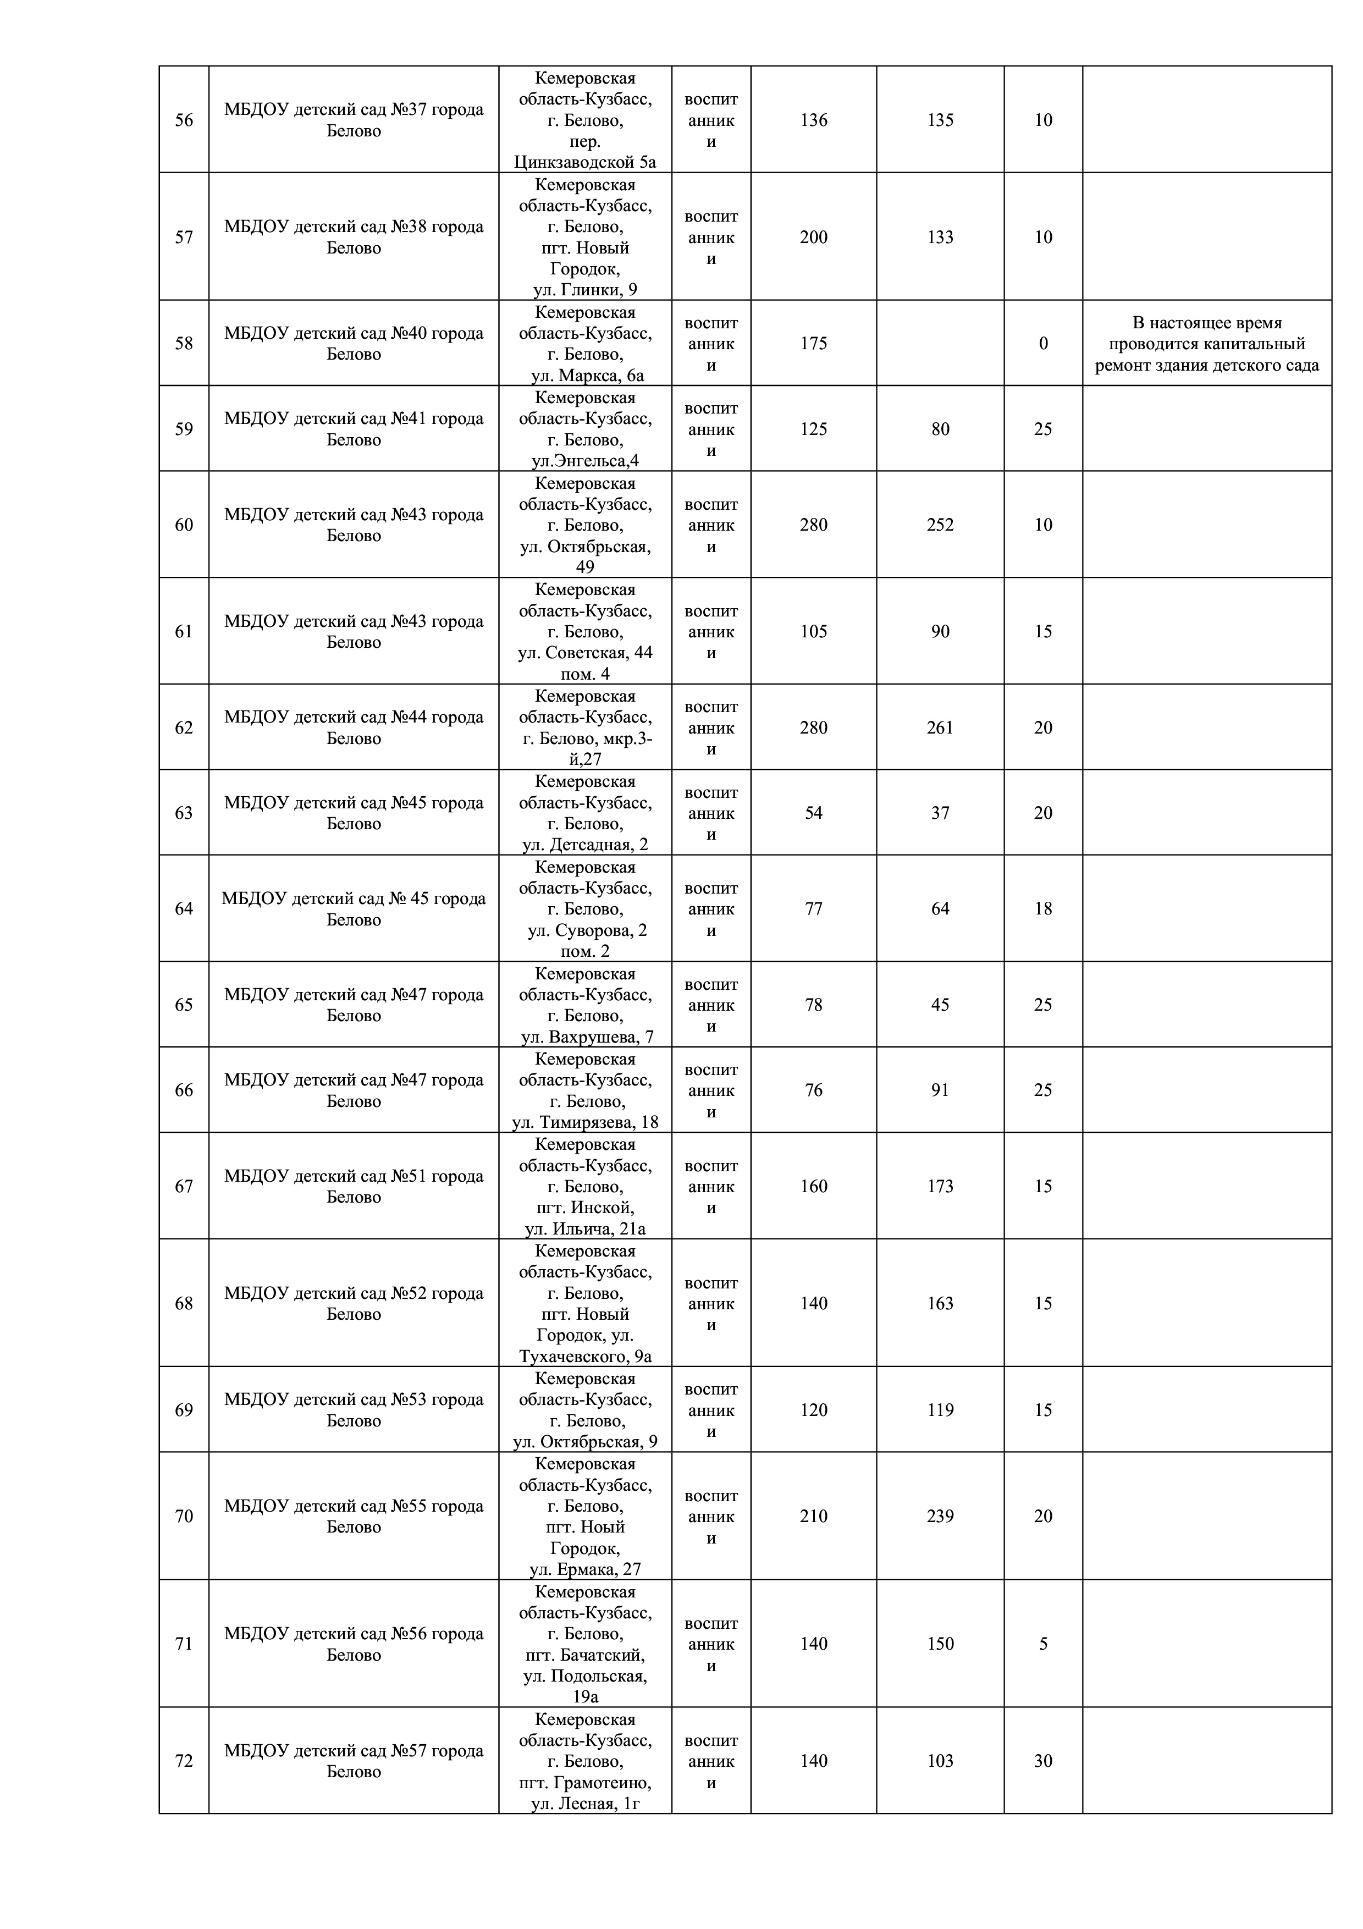 56
МБДОУ детский сад №37 города
Белово
Кемеровская
область-Кузбасс,
г. Белово,
пер.
Цинкзаводской 5а
воспит
анник
и
136
135
10
57
МБДОУ детский сад №38 города
Белово
Кемеровская
область-Кузбасс,
г. Белово,
пгт. Новый
Городок,
ул. Глинки, 9
воспит
анник
и
200
133
10
58
МБДОУ детский сад №40 города
Белово
Кемеровская
область-Кузбасс,
г. Белово,
ул. Маркса, 6а
воспит
анник
и
175
0
В настоящее время
проводится капитальный
ремонт здания детского сада
59
МБДОУ детский сад №41 города
Белово
Кемеровская
область-Кузбасс,
г. Белово,
ул.Энгельса,4
воспит
анник
и
125
80
25
60
МБДОУ детский сад №43 города
Белово
Кемеровская
область-Кузбасс,
г. Белово,
ул. Октябрьская,
49
воспит
анник
и
280
252
10
61
МБДОУ детский сад №43 города
Белово
Кемеровская
область-Кузбасс,
г. Белово,
ул. Советская, 44
пом. 4
воспит
анник
и
105
90
15
62
МБДОУ детский сад №44 города
Белово
Кемеровская
область-Кузбасс,
г. Белово, мкр.3-
й,27
воспит
анник
и
280
261
20
63
МБДОУ детский сад №45 города
Белово
Кемеровская
область-Кузбасс,
г. Белово,
ул. Детсадная, 2
воспит
анник
и
54
37
20
64
МБДОУ детский сад № 45 города
Белово
Кемеровская
область-Кузбасс,
г. Белово,
ул. Суворова, 2
пом. 2
воспит
анник
и
77
64
18
65
МБДОУ детский сад №47 города
Белово
Кемеровская
область-Кузбасс,
г. Белово,
ул. Вахрушева, 7
воспит
анник
и
78
45
25
66
МБДОУ детский сад №47 города
Белово
Кемеровская
область-Кузбасс,
г. Белово,
ул. Тимирязева, 18
воспит
анник
и
76
91
25
67
МБДОУ детский сад №51 города
Белово
Кемеровская
область-Кузбасс,
г. Белово,
пгт. Инской,
ул. Ильича, 21а
воспит
анник
и
160
173
15
68
МБДОУ детский сад №52 города
Белово
Кемеровская
область-Кузбасс,
г. Белово,
пгт. Новый
Городок, ул.
Тухачевского, 9а
воспит
анник
и
140
163
15
69
МБДОУ детский сад №53 города
Белово
Кемеровская
область-Кузбасс,
г. Белово,
ул. Октябрьская, 9
воспит
анник
и
120
119
15
70
МБДОУ детский сад №55 города
Белово
Кемеровская
область-Кузбасс,
г. Белово,
пгт. Ноый
Городок,
ул. Ермака, 27
воспит
анник
и
210
239
20
71
МБДОУ детский сад №56 города
Белово
Кемеровская
область-Кузбасс,
г. Белово,
пгт. Бачатский,
ул. Подольская,
19а
воспит
анник
и
140
150
5
72
МБДОУ детский сад №57 города
Белово
Кемеровская
область-Кузбасс,
г. Белово,
пгт. Грамотеино,
ул. Лесная, 1г
воспит
анник
и
140
103
30